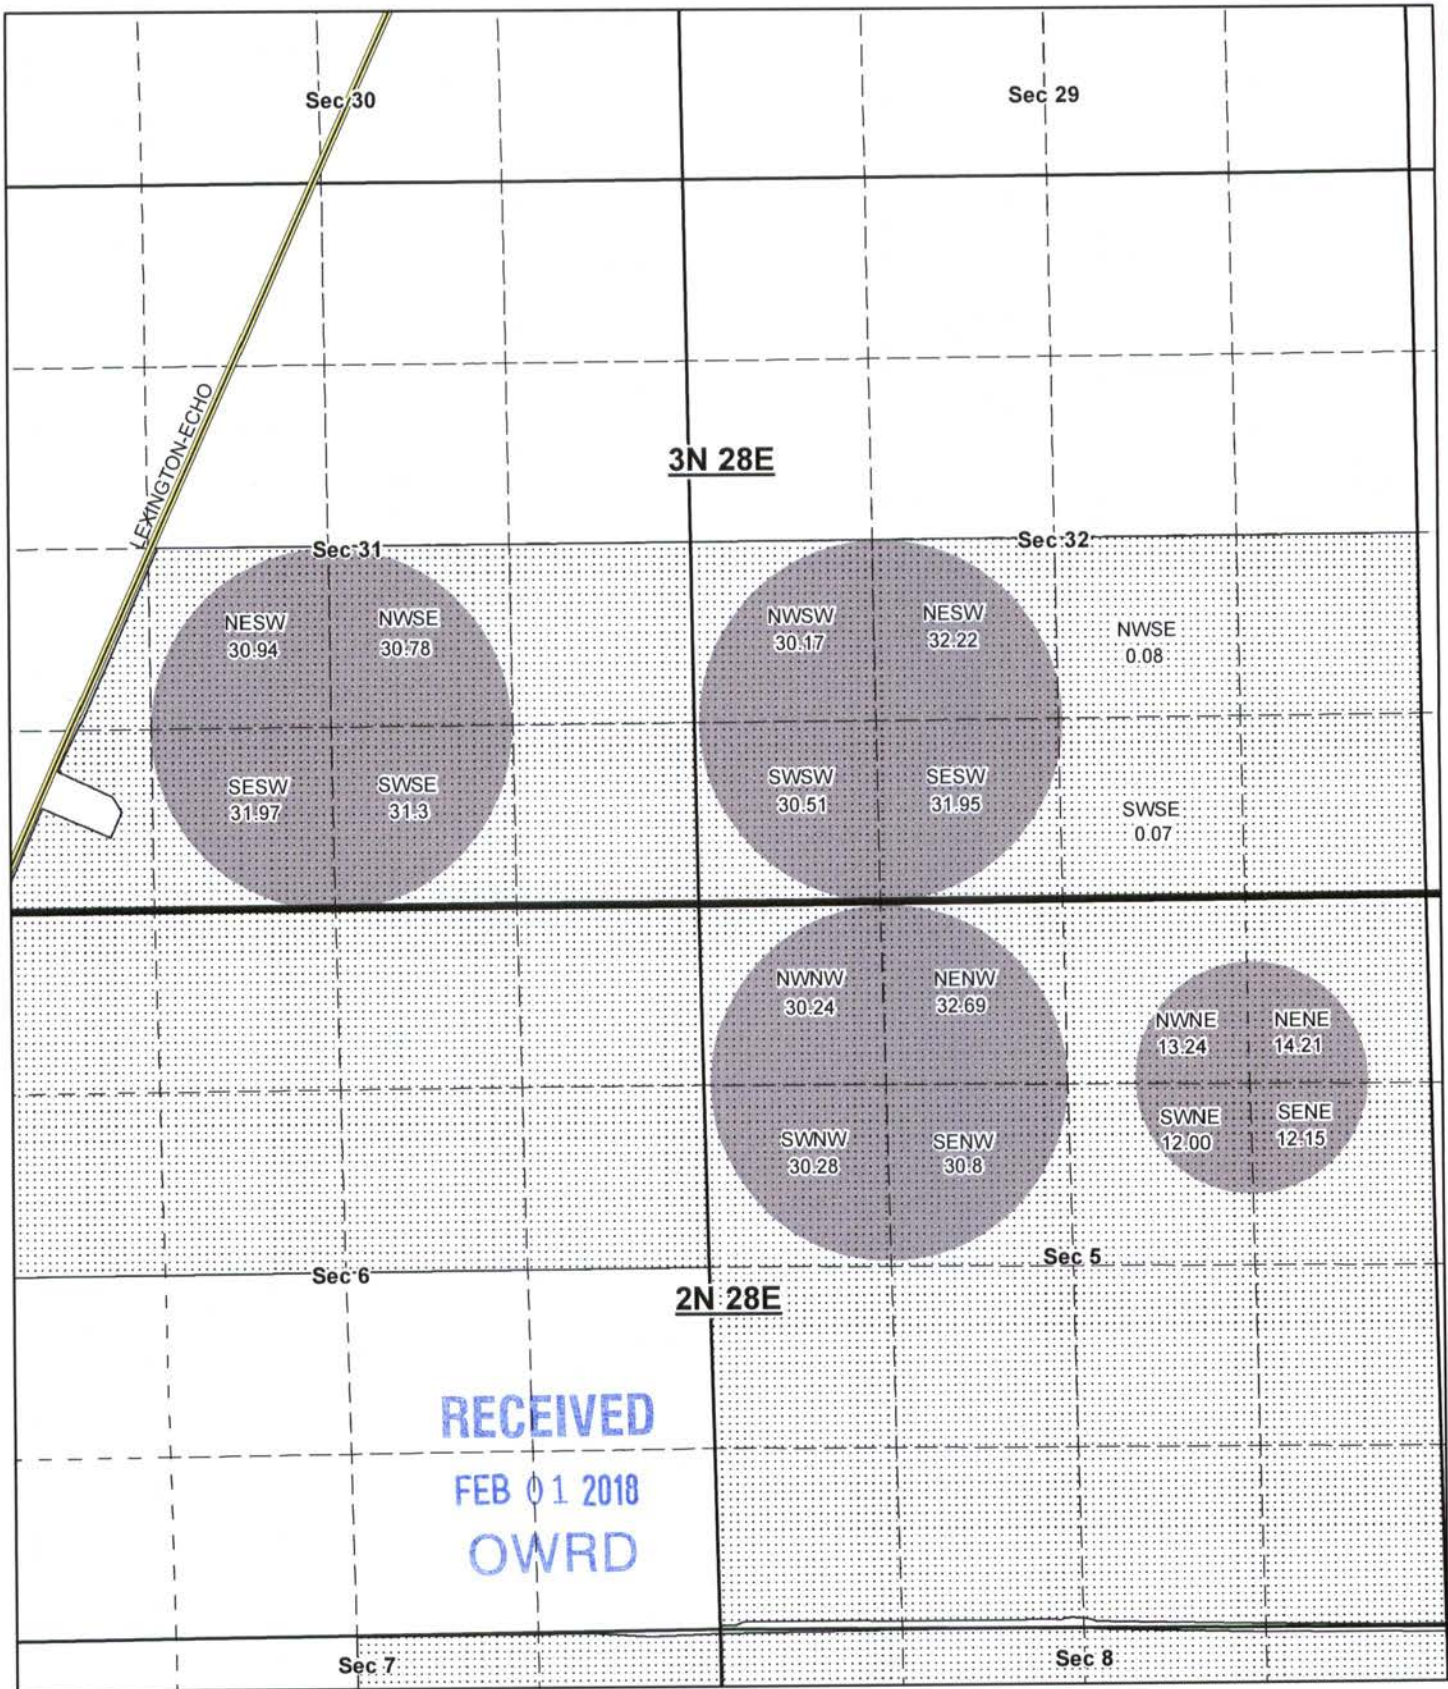 Sec 30
Sec 29
LEXINGTON-ECHO
3N 28E
Sec 31
Sec 32
NESW
30.94
NWSE
30.78
NWSW
30.17
NESW
32.22
NWSE
0.08
SESW
31.97
SWSE
31.3
SWSW
30.51
SESW
31.95
SWSE
0.07
NWNW
30.24
NENW
32.69
NWNE
13.24
NENE
14.21
SWNW
30.28
SENW
30.8
SWNE
12.00
SENE
12.15
Sec 6
Sec 5
2N 28E
RECEIVED
FEB 01 2018
OWRD
Sec 7
Sec 8